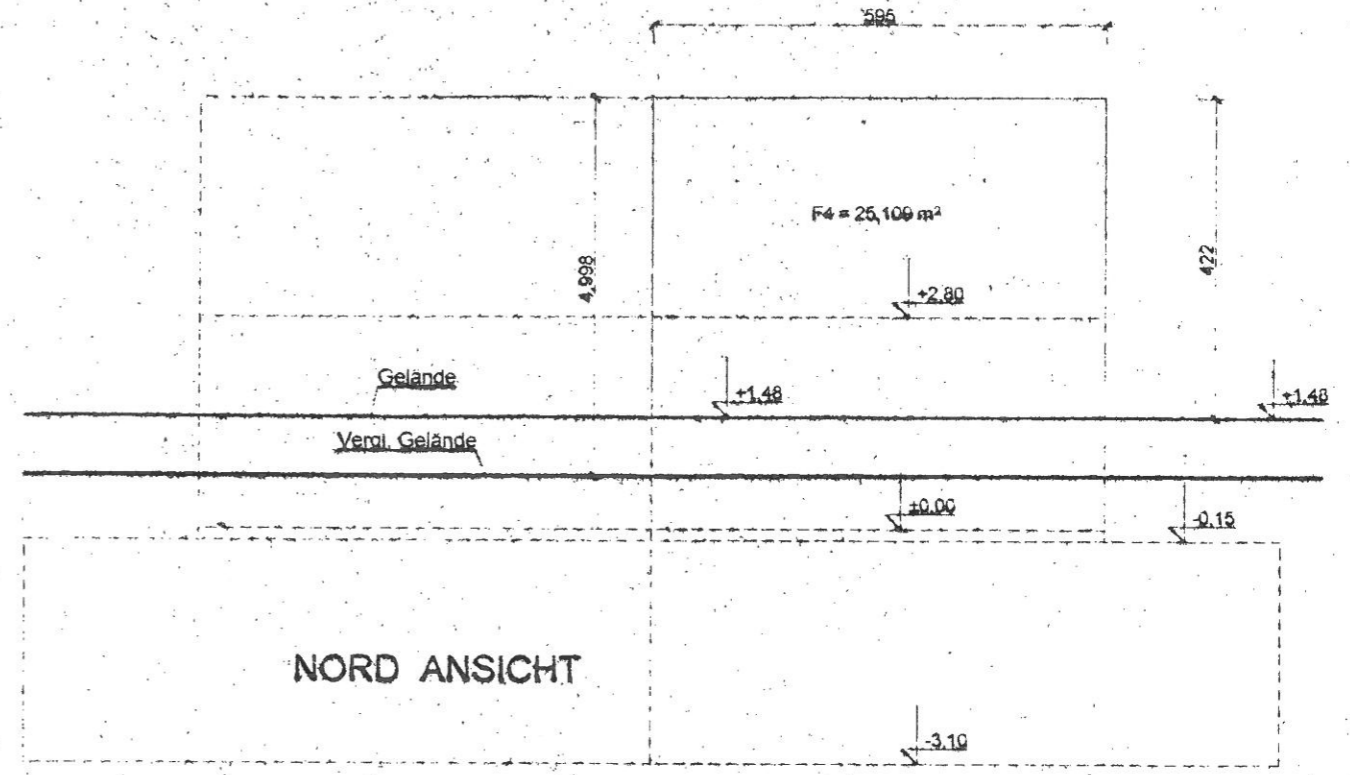 595
F4 = 25,109 m²
4,998
422
+2.80
Gelände
+1.48
+1.48
Vergl. Gelände
±0.00
-0.15
NORD ANSICHT
-3.10